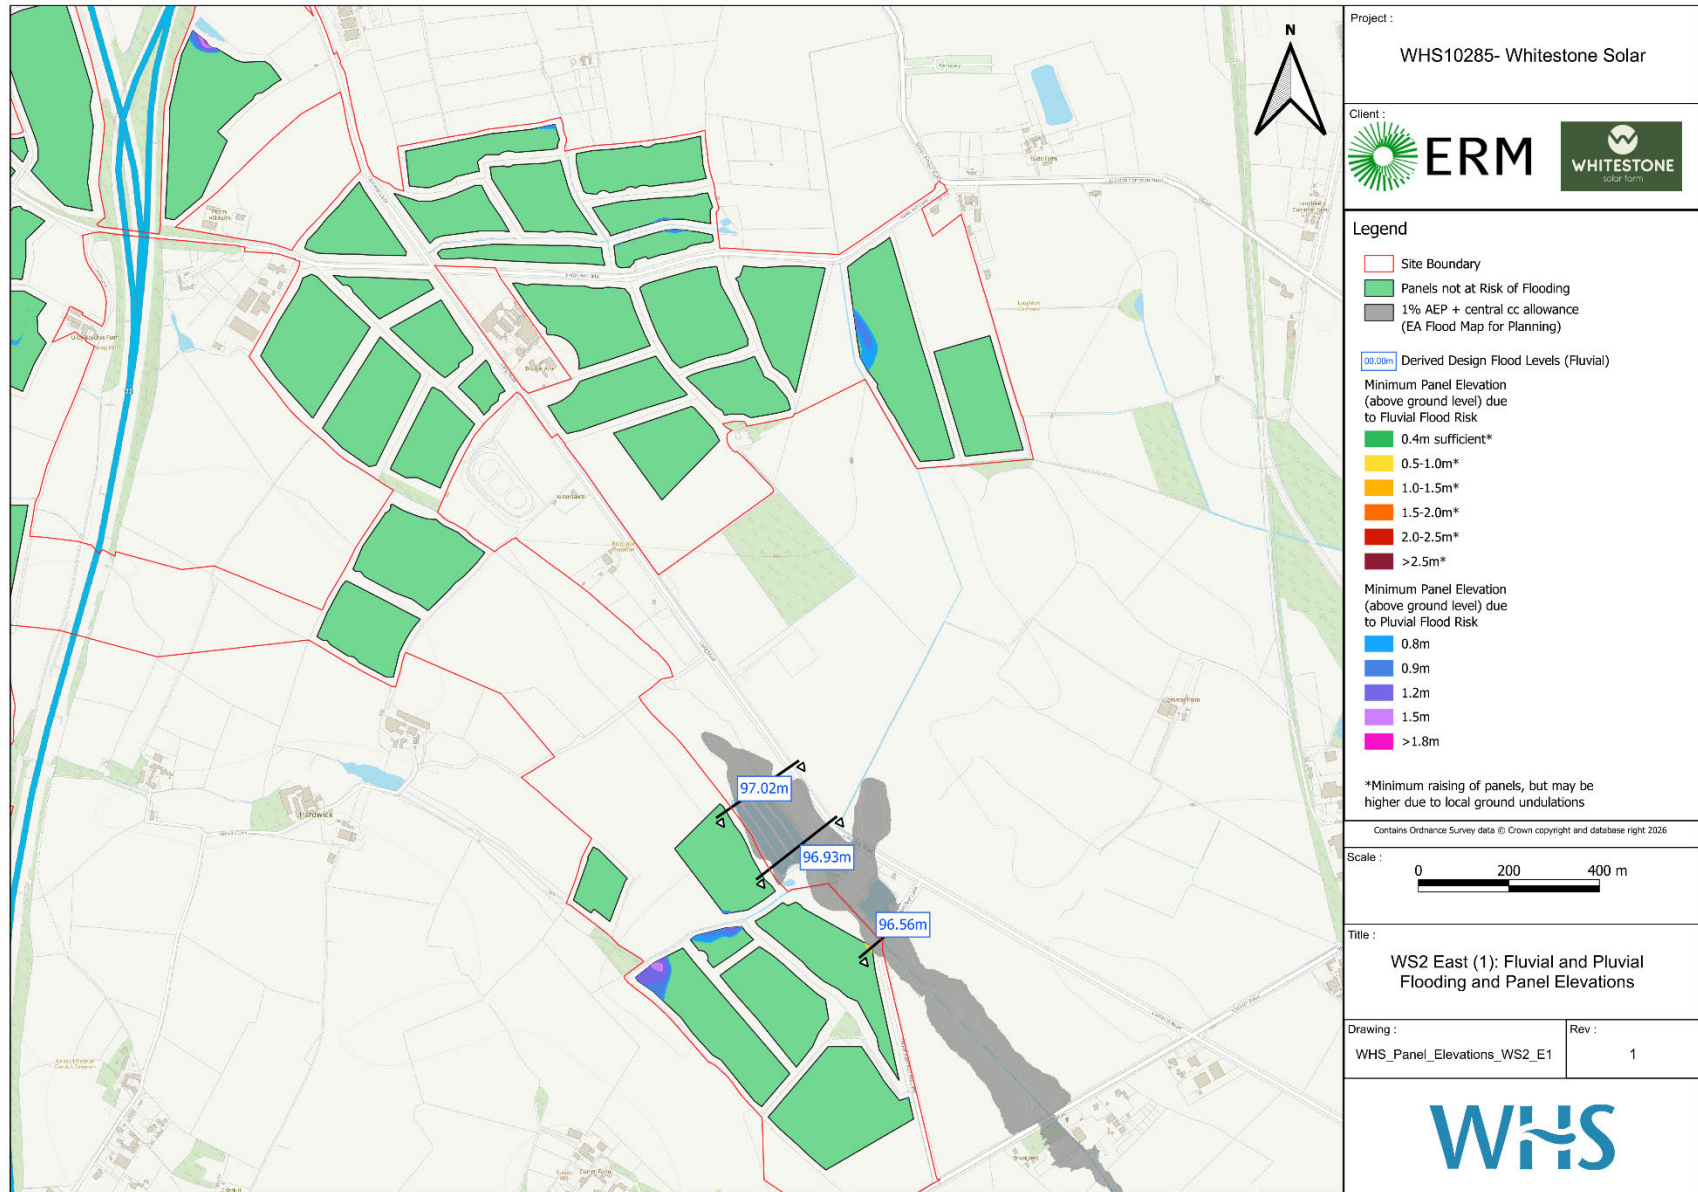 Project :
WHS10285- Whitestone Solar
Client :
ERM
WHITESTONE
solar farm
Legend
Site Boundary
Panels not at Risk of Flooding
1% AEP + central cc allowance
(EA Flood Map for Planning)
00.00m Derived Design Flood Levels (Fluvial)
Minimum Panel Elevation
(above ground level) due
to Fluvial Flood Risk
0.4m sufficient*
0.5-1.0m*
1.0-1.5m*
1.5-2.0m*
2.0-2.5m*
>2.5m*
Minimum Panel Elevation
(above ground level) due
to Pluvial Flood Risk
0.8m
0.9m
1.2m
1.5m
>1.8m
*Minimum raising of panels, but may be
higher due to local ground undulations
Contains Ordnance Survey data © Crown copyright and database right 2026
Scale :
0 200 400 m
Title :
WS2 East (1): Fluvial and Pluvial
Flooding and Panel Elevations
Drawing :
WHS_Panel_Elevations_WS2_E1
Rev :
1
WHS
N
97.02m
96.93m
96.56m
Hardwick
Common Farm